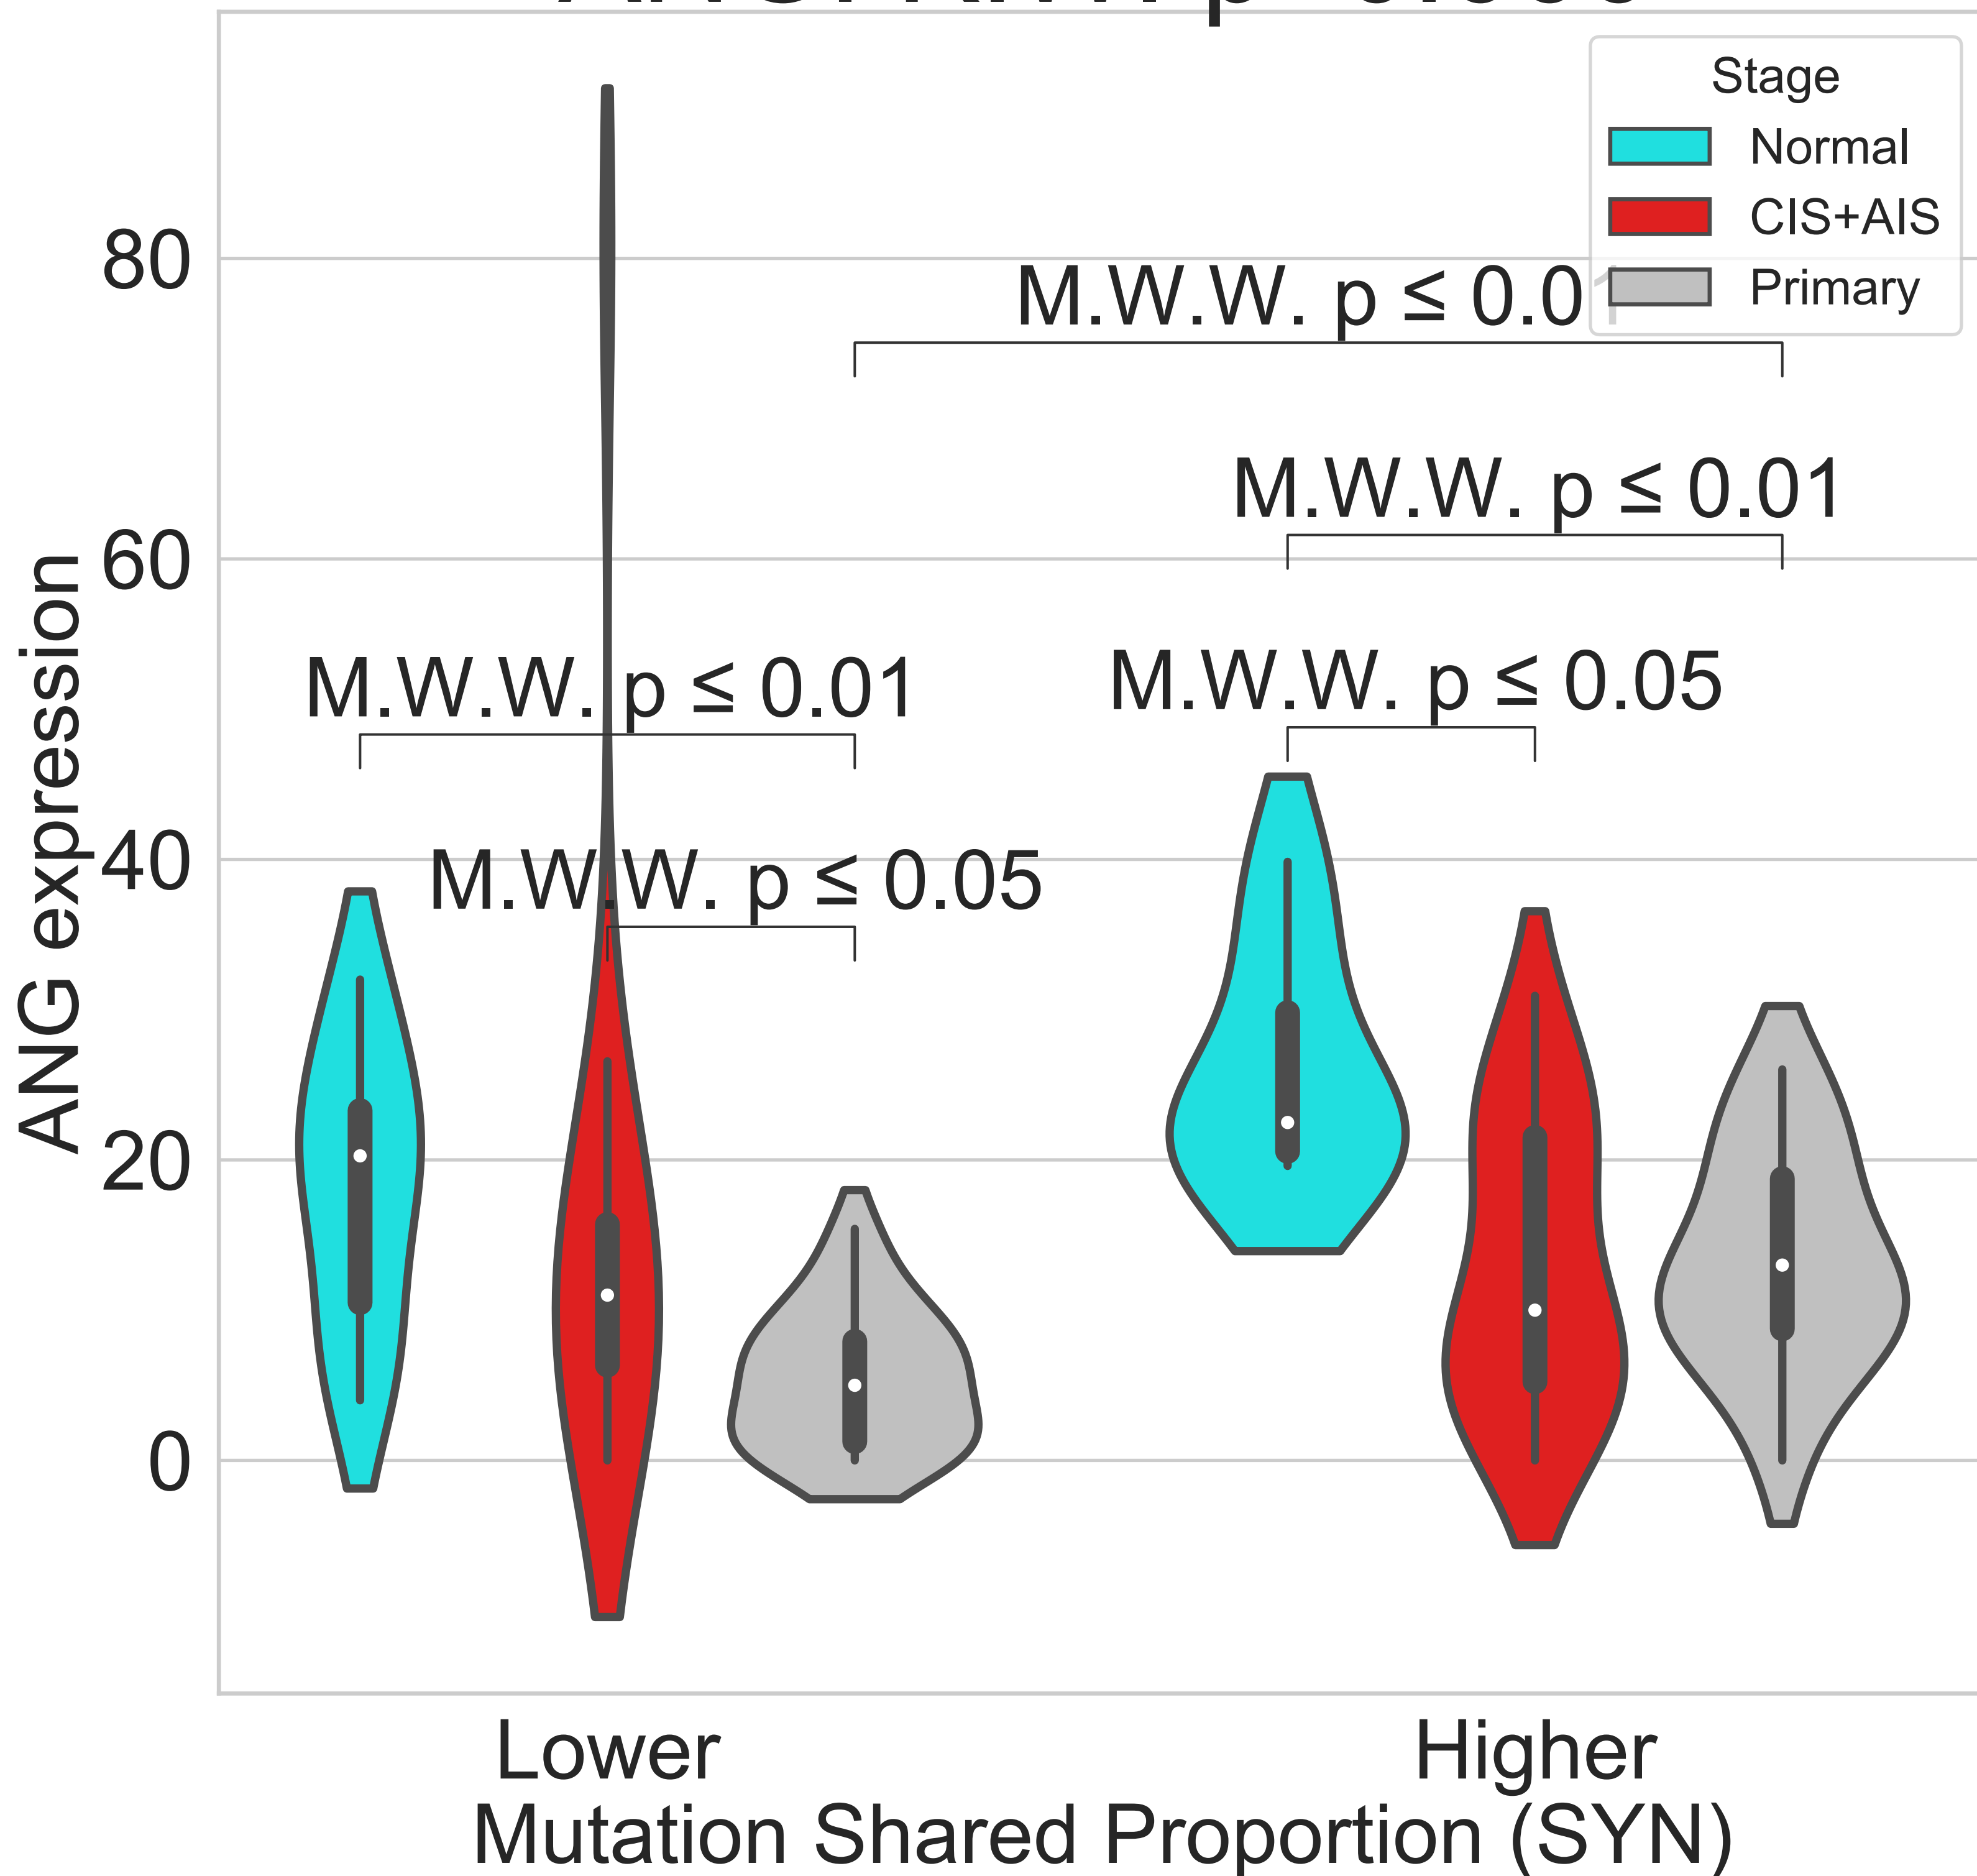 Stage
Normal
CIS+AIS
Primary
80
60
40
20
0
ANG expression
M.W.W. p ≤ 0.01
M.W.W. p ≤ 0.01
M.W.W. p ≤ 0.01
M.W.W. p ≤ 0.05
M.W.W. p ≤ 0.05
Lower
Higher
Mutation Shared Proportion (SYN)